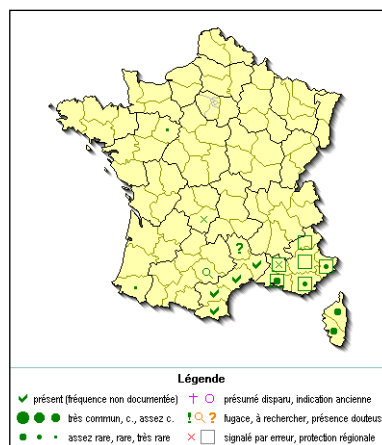 Légende
présent (fréquence non documentée) présumé disparu, indication ancienne
très commun, c., assez c. ! ? fugace, à rechercher, présence douteuse
assez rare, rare, très rare signalé par erreur, protection régionale